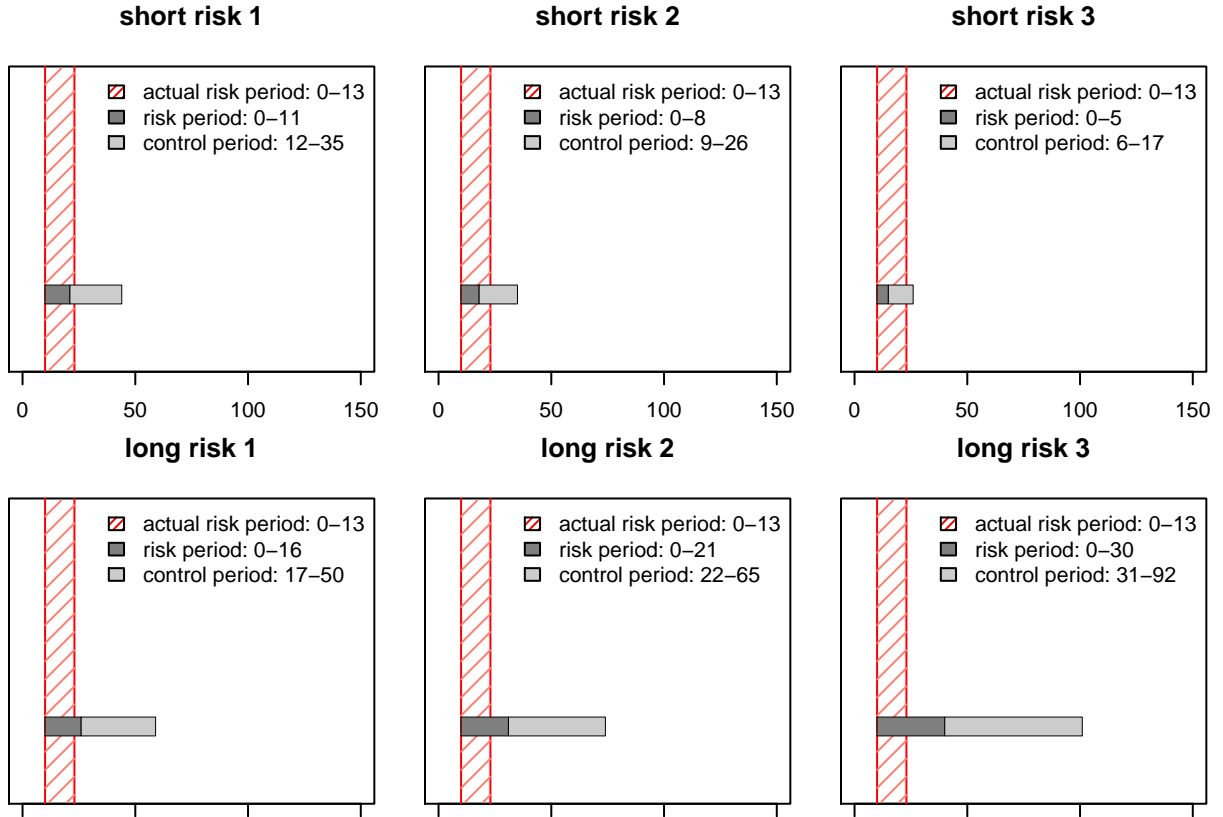 short risk 1
actual risk period: 0−13
risk period: 0−11
control period: 12−35
0 50 100 150
short risk 2
actual risk period: 0−13
risk period: 0−8
control period: 9−26
0 50 100 150
short risk 3
actual risk period: 0−13
risk period: 0−5
control period: 6−17
0 50 100 150
long risk 1
actual risk period: 0−13
risk period: 0−16
control period: 17−50
long risk 2
actual risk period: 0−13
risk period: 0−21
control period: 22−65
long risk 3
actual risk period: 0−13
risk period: 0−30
control period: 31−92